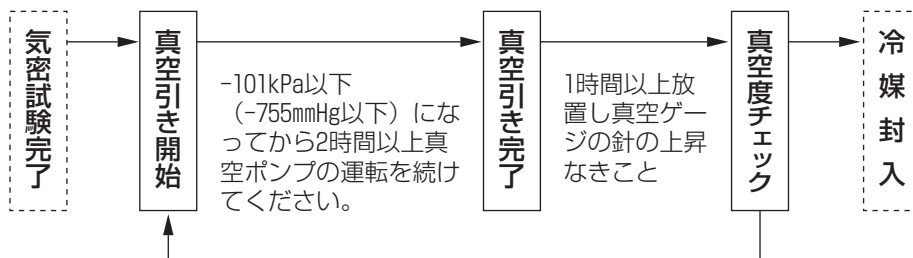 気密試験完了
真空引き開始
-101kPa以下
（-755mmHg以下）にな
ってから2時間以上真
空ポンプの運転を続け
てください。
真空引き完了
1時間以上放
置し真空ゲー
ジの針の上昇
なきこと
真空度チェック
冷媒封入